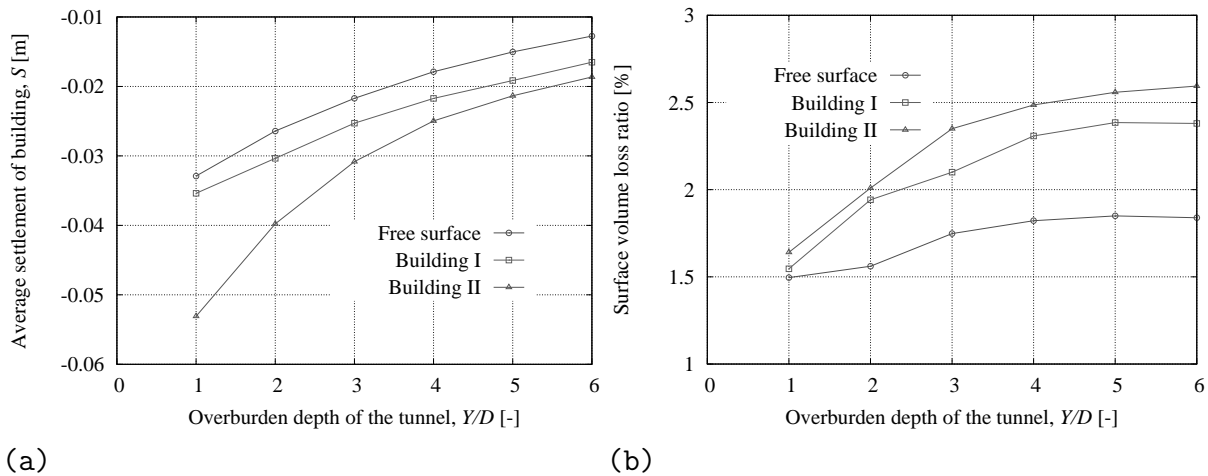 -0.01
-0.02
-0.03
-0.04
-0.05
-0.06
0 1 2 3 4 5 6
Average settlement of building, S [m]
Overburden depth of the tunnel, Y/D [-]
Free surface
Building I
Building II
(a)
3
2.5
2
1.5
1
0 1 2 3 4 5 6
Surface volume loss ratio [%]
Overburden depth of the tunnel, Y/D [-]
Free surface
Building I
Building II
(b)